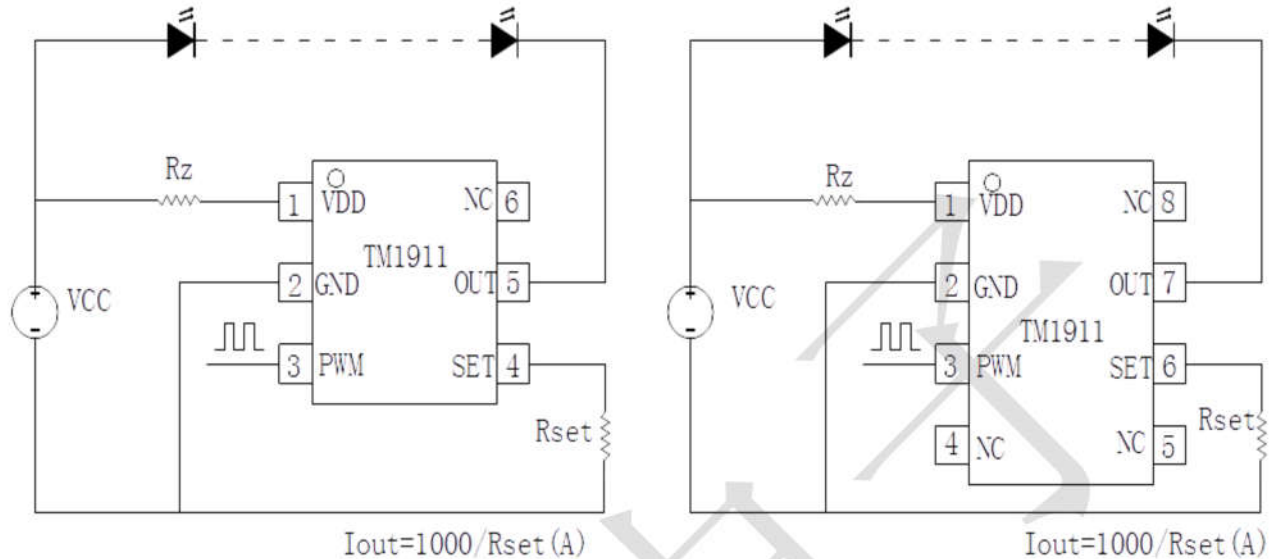 Rz
VCC
1 VDD
NC 6
TM1911
2 GND
OUT 5
3 PWM
SET 4
Rset
Iout=1000/Rset(A)
Rz
VCC
1 VDD
NC 8
2 GND
OUT 7
TM1911
3 PWM
SET 6
Rset
4 NC
NC 5
Iout=1000/Rset(A)